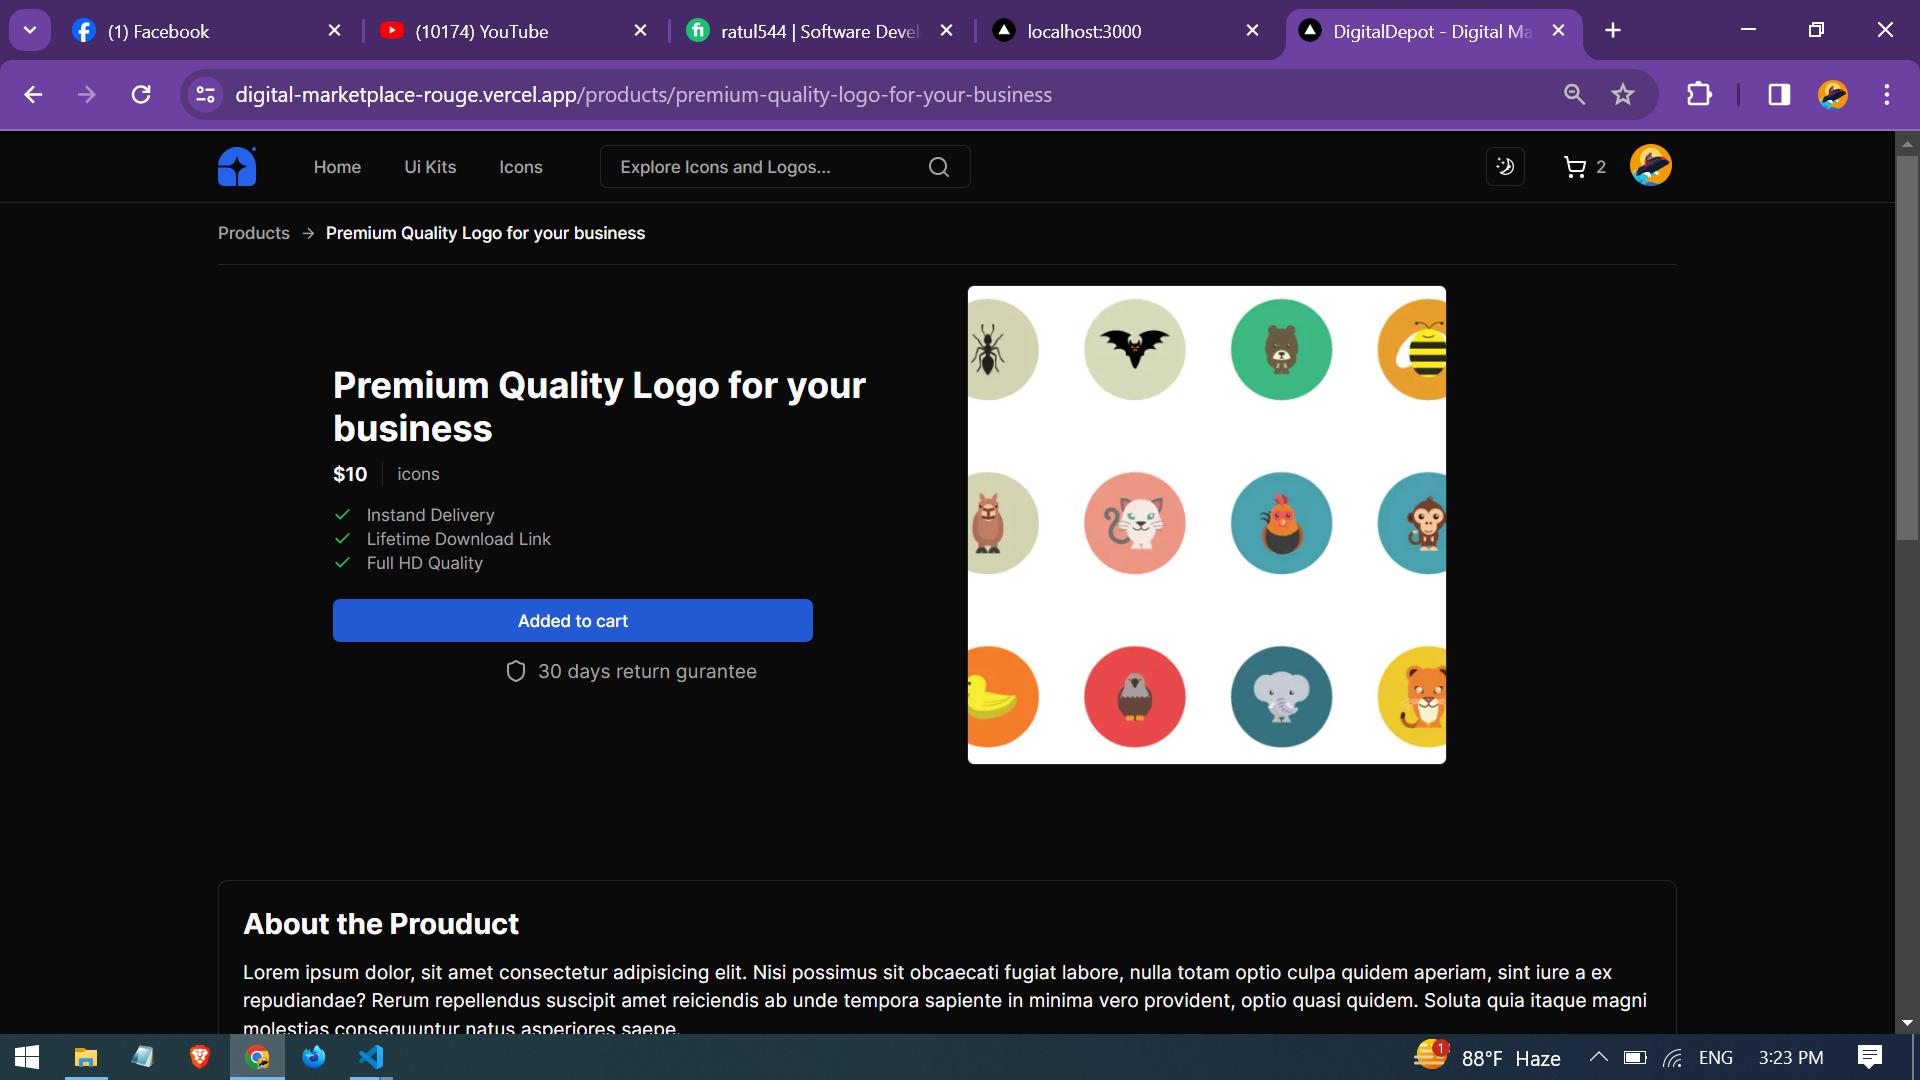 (1) Facebook
(10174) YouTube
ratul544 | Software Devel
localhost:3000
DigitalDepot - Digital Ma
digital-marketplace-rouge.vercel.app/products/premium-quality-logo-for-your-business
Home
Ui Kits
Icons
Explore Icons and Logos...
2
Products
Premium Quality Logo for your business
Premium Quality Logo for your
business
$10
icons
Instand Delivery
Lifetime Download Link
Full HD Quality
Added to cart
30 days return gurantee
About the Prouduct
Lorem ipsum dolor, sit amet consectetur adipisicing elit. Nisi possimus sit obcaecati fugiat labore, nulla totam optio culpa quidem aperiam, sint iure a ex
repudiandae? Rerum repellendus suscipit amet reiciendis ab unde tempora sapiente in minima vero provident, optio quasi quidem. Soluta quia itaque magni
molestias consequuntur natus asperiores saepe.
1
88°F Haze
ENG
3:23 PM